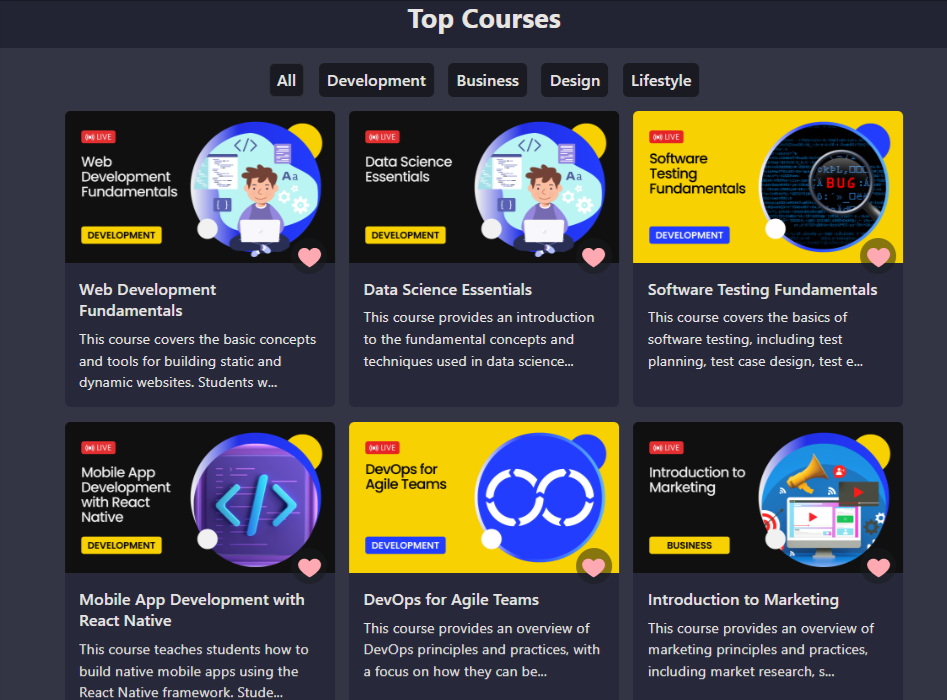 Top Courses
All Development Business Design Lifestyle
LIVE
Web
Development
Fundamentals
DEVELOPMENT
Web Development
Fundamentals
This course covers the basic concepts
and tools for building static and
dynamic websites. Students w...
LIVE
Data Science
Essentials
DEVELOPMENT
Data Science Essentials
This course provides an introduction
to the fundamental concepts and
techniques used in data science...
LIVE
Software
Testing
Fundamentals
BUG
DEVELOPMENT
Software Testing Fundamentals
This course covers the basics of
software testing, including test
planning, test case design, test e...
LIVE
Mobile App
Development
with React
Native
DEVELOPMENT
Mobile App Development with
React Native
This course teaches students how to
build native mobile apps using the
React Native framework. Stude...
LIVE
DevOps for
Agile Teams
DEVELOPMENT
DevOps for Agile Teams
This course provides an overview of
DevOps principles and practices, with
a focus on how they can be...
LIVE
Introduction to
Marketing
BUSINESS
Introduction to Marketing
This course provides an overview of
marketing principles and practices,
including market research, s...